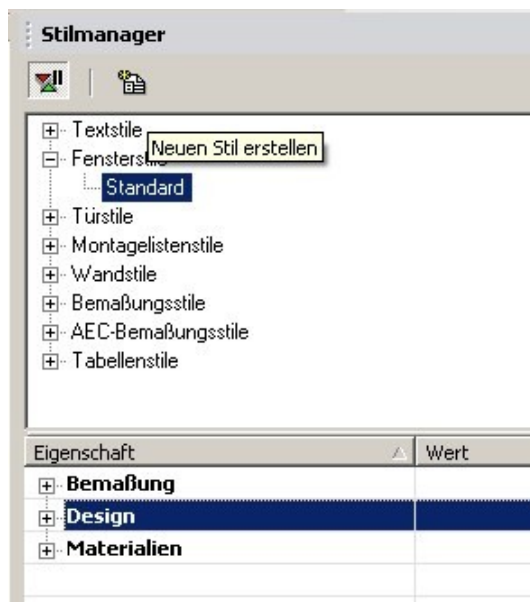 Stilmanager
Textstile
Neuen Stil erstellen
Standard
Türstile
Montagelistenstile
Wandstile
Bemaßungsstile
AEC-Bemaßungsstile
Tabellenstile
Eigenschaft Wert
Bemaßung
Design
Materialien